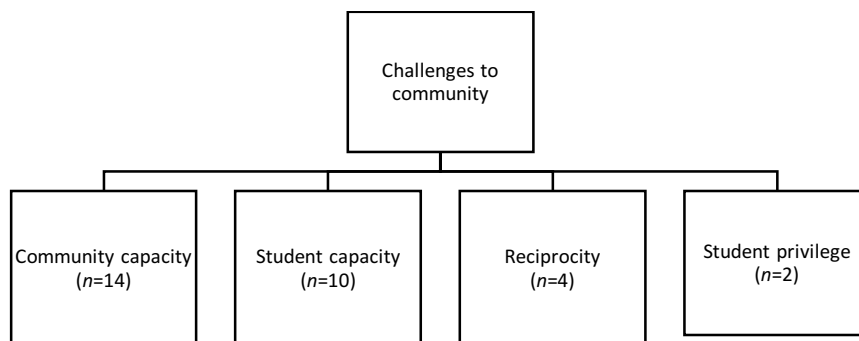 Challenges to
community
Community capacity
(n=14)
Student capacity
(n=10)
Reciprocity
(n=4)
Student privilege
(n=2)